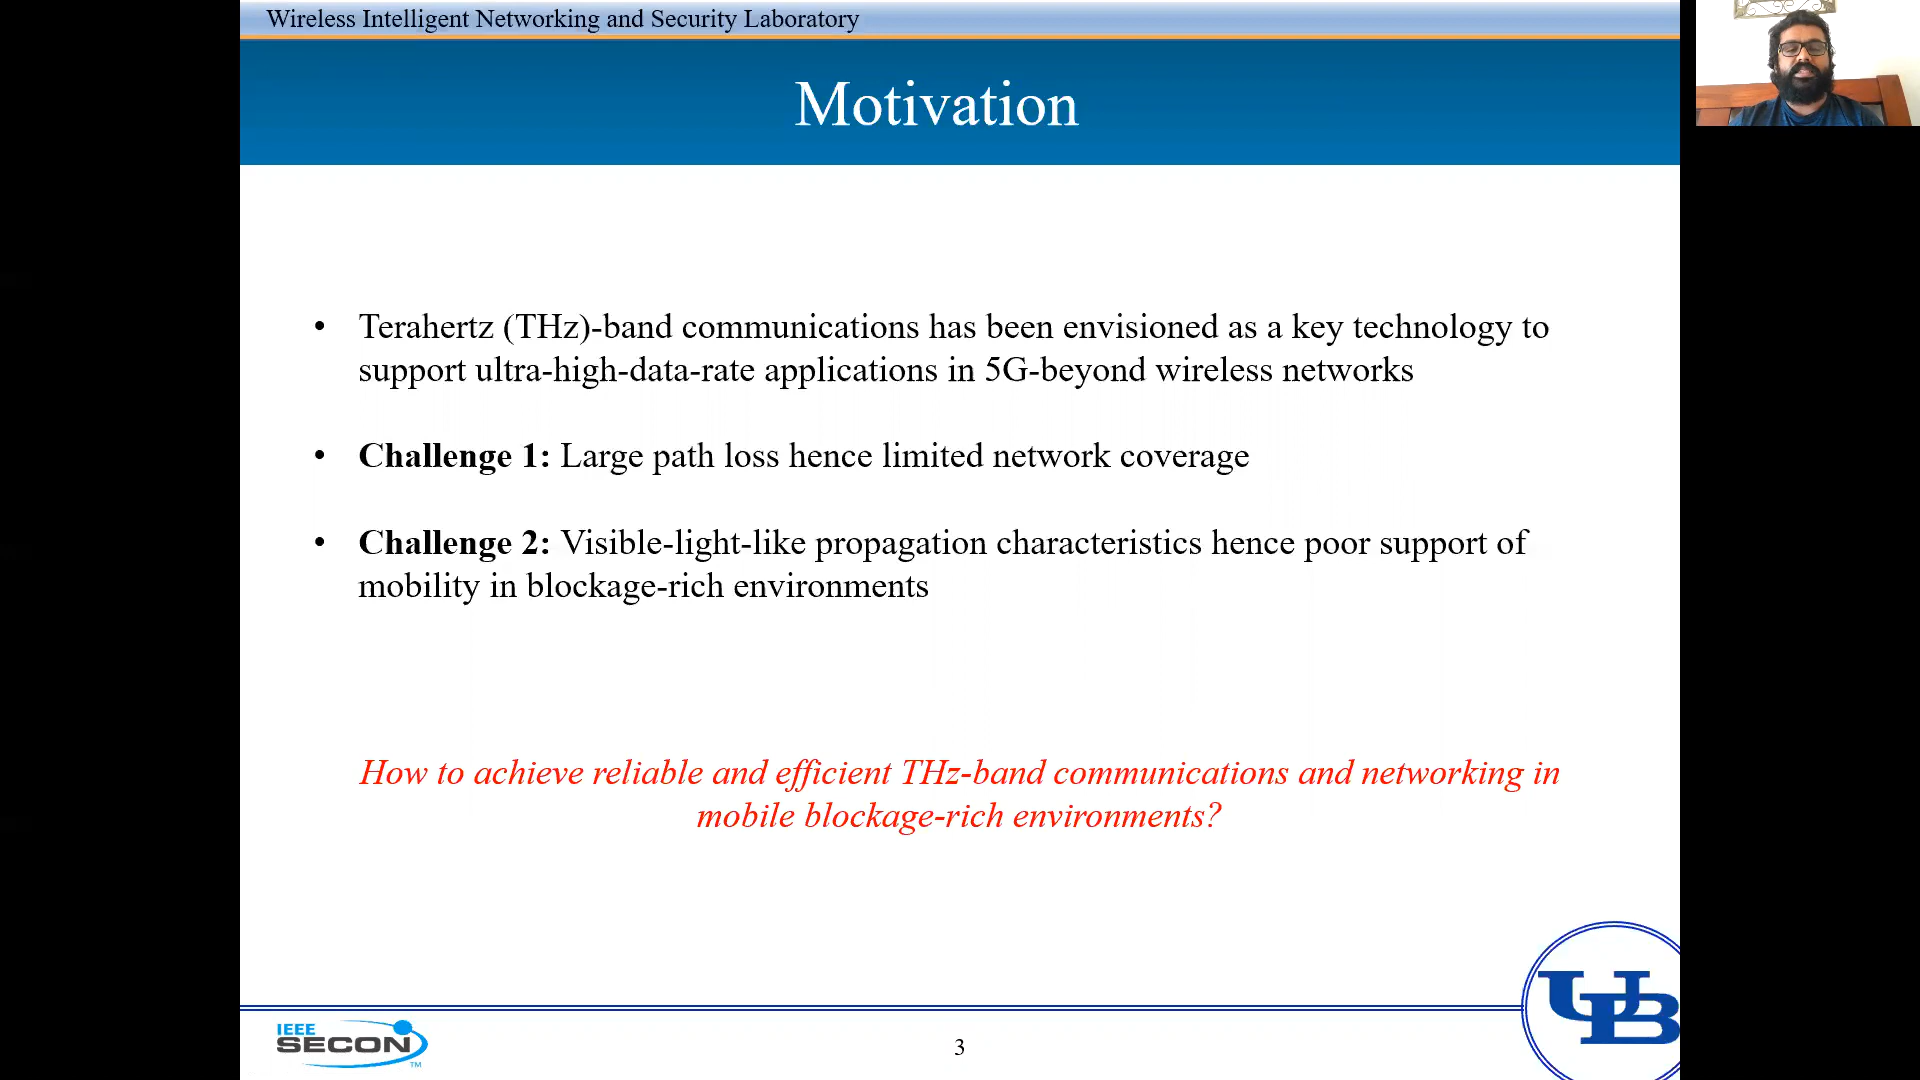 Wireless Intelligent Networking and Security Laboratory
Motivation
• Terahertz (THz)-band communications has been envisioned as a key technology to
support ultra-high-data-rate applications in 5G-beyond wireless networks
• Challenge 1: Large path loss hence limited network coverage
• Challenge 2: Visible-light-like propagation characteristics hence poor support of
mobility in blockage-rich environments
How to achieve reliable and efficient THz-band communications and networking in
mobile blockage-rich environments?
IEEE
SECON
TM
3
UB